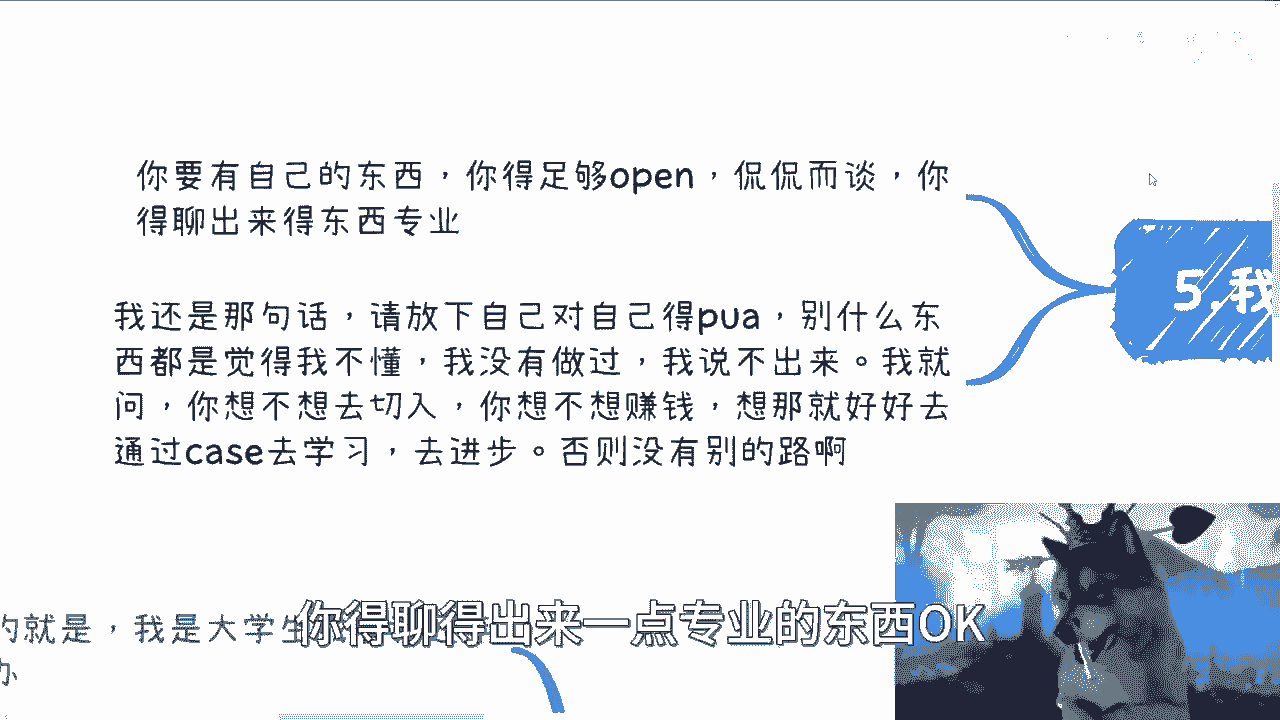 你要有自己的东西，你得足够open，侃侃而谈，你
得聊出来得东西专业
5.我
我还是那句话，请放下自己对自己得pua，别什么东
西都是觉得我不懂，我没有做过，我说不出来。我就
问，你想不想去切入，你想不想赚钱，想那就好好去
通过case去学习，去进步。否则没有别的路啊
的就是，我是大学生
你得聊得出来一点专业的东西OK
办